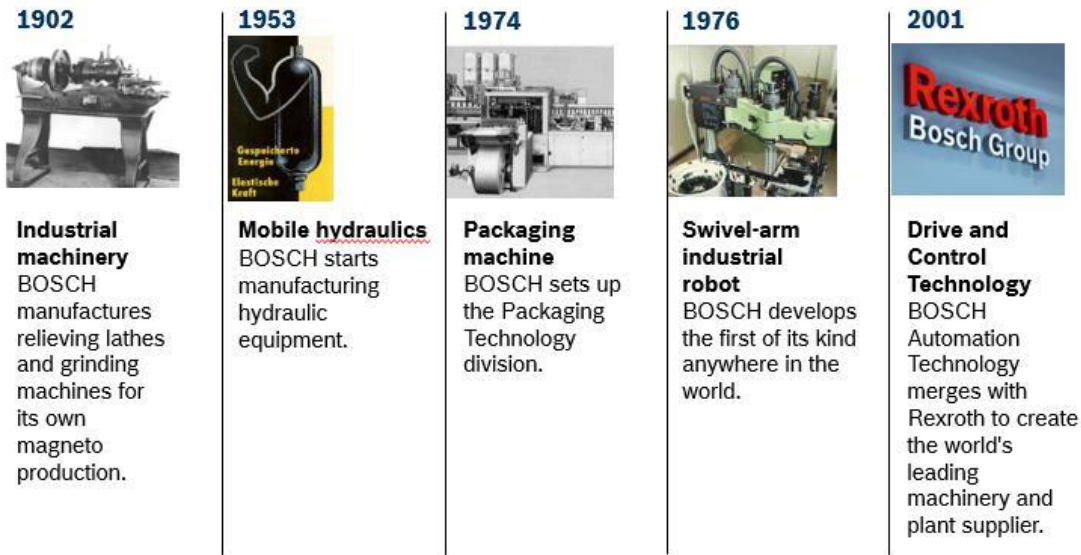 1902
Industrial
machinery
BOSCH
manufactures
relieving lathes
and grinding
machines for
its own
magneto
production.
1953
Gespeicherte
Energie
Elastische
Kraft
Mobile hydraulics
BOSCH starts
manufacturing
hydraulic
equipment.
1974
Packaging
machine
BOSCH sets up
the Packaging
Technology
division.
1976
Swivel-arm
industrial
robot
BOSCH develops
the first of its kind
anywhere in the
world.
2001
Rexroth
Bosch Group
Drive and
Control
Technology
BOSCH
Automation
Technology
merges with
Rexroth to create
the world's
leading
machinery and
plant supplier.